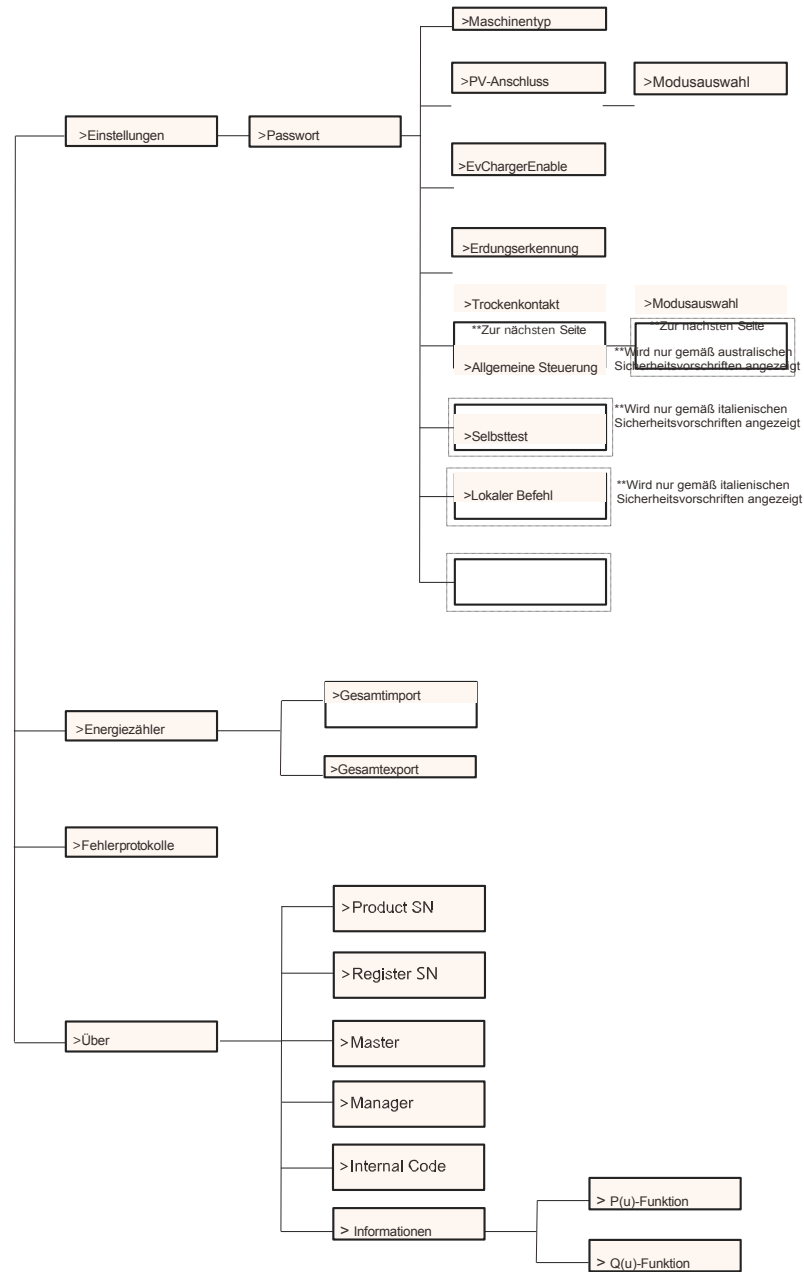 >Maschinentyp
>PV-Anschluss
>Modusauswahl
>Einstellungen
>Passwort
>EvChargerEnable
>Erdungserkennung
>Trockenkontakt
>Modusauswahl
**Zur nächsten Seite
**Zur nächsten Seite
>Allgemeine Steuerung
**Wird nur gemäß australischen
Sicherheitsvorschriften angezeigt
>Selbsttest
**Wird nur gemäß italienischen
Sicherheitsvorschriften angezeigt
>Lokaler Befehl
**Wird nur gemäß italienischen
Sicherheitsvorschriften angezeigt
>Energiezähler
>Gesamtimport
>Gesamtexport
>Fehlerprotokolle
>Über
>Product SN
>Register SN
>Master
>Manager
>Internal Code
> Informationen
> P(u)-Funktion
> Q(u)-Funktion